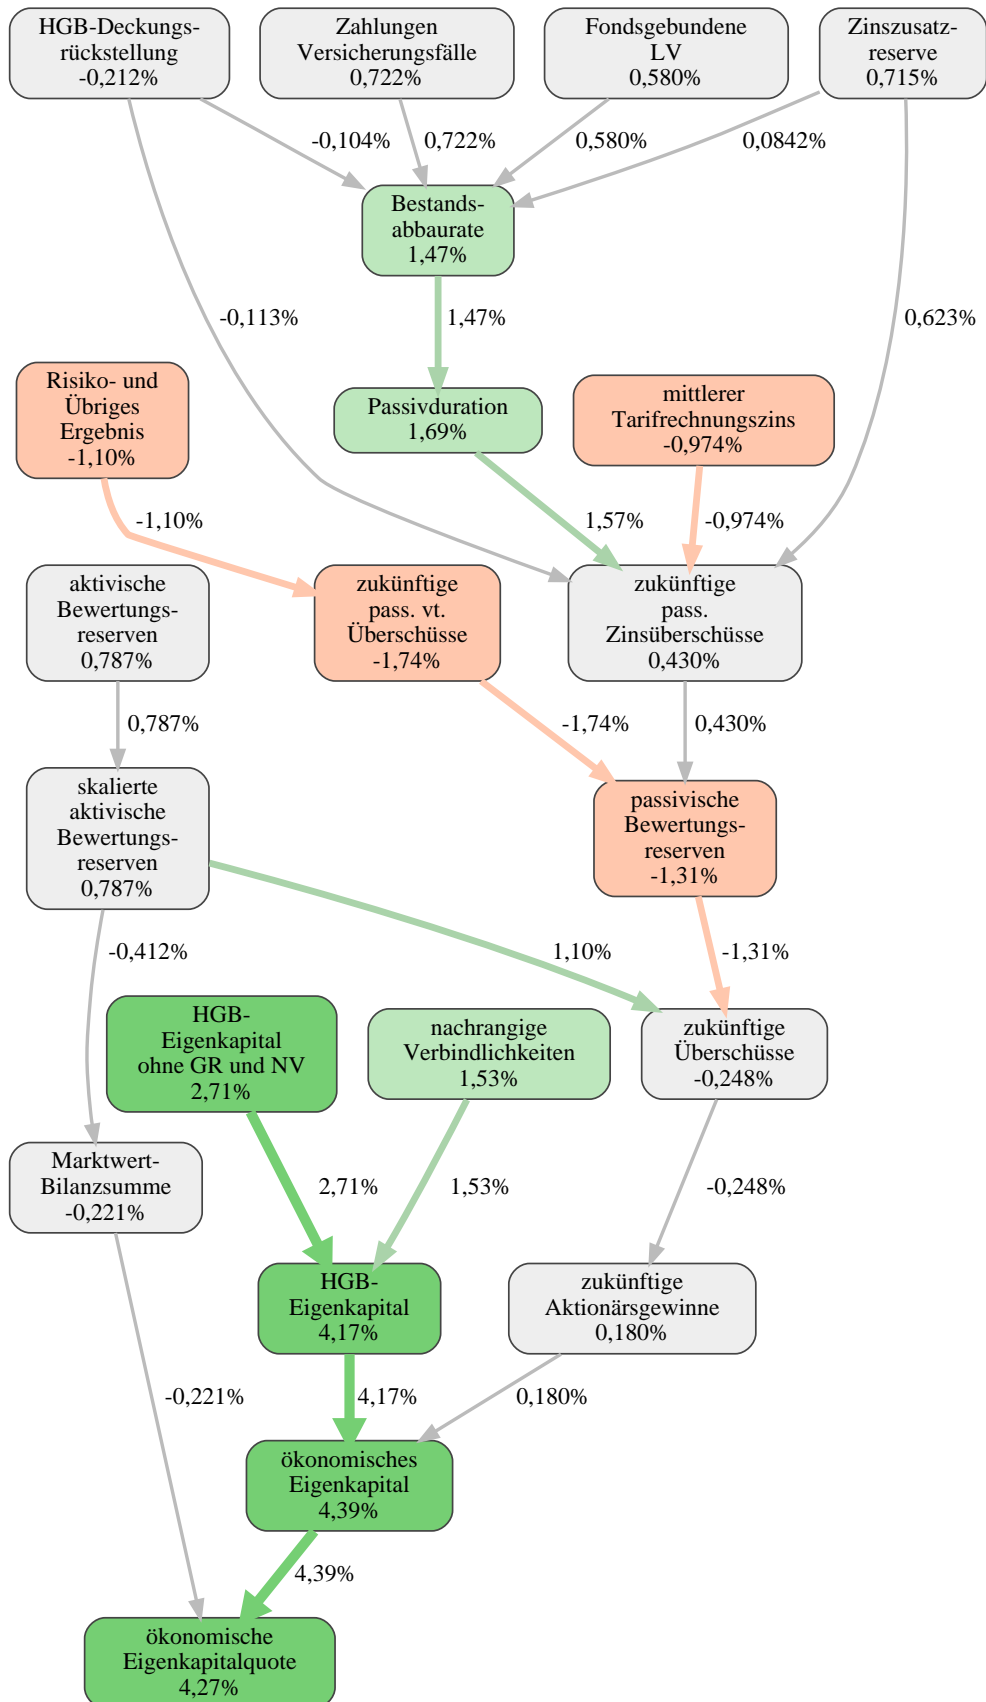 HGB-Deckungs-
rückstellung
-0,212%
Zahlungen
Versicherungsfälle
0,722%
Fondsgebundene
LV
0,580%
Zinszusatz-
reserve
0,715%
-0,104%
0,722%
0,580%
0,0842%
Bestands-
abbaurate
1,47%
-0,113%
1,47%
0,623%
Risiko- und
Übriges
Ergebnis
-1,10%
Passivduration
1,69%
mittlerer
Tarifrechnungszins
-0,974%
-1,10%
1,57%
-0,974%
aktivische
Bewertungs-
reserven
0,787%
zukünftige
pass. vt.
Überschüsse
-1,74%
zukünftige
pass.
Zinsüberschüsse
0,430%
0,787%
-1,74%
0,430%
skalierte
aktivische
Bewertungs-
reserven
0,787%
passivische
Bewertungs-
reserven
-1,31%
-0,412%
1,10%
-1,31%
HGB-
Eigenkapital
ohne GR und NV
2,71%
nachrangige
Verbindlichkeiten
1,53%
zukünftige
Überschüsse
-0,248%
Marktwert-
Bilanzsumme
-0,221%
2,71%
1,53%
-0,248%
HGB-
Eigenkapital
4,17%
zukünftige
Aktionärsgewinne
0,180%
-0,221%
4,17%
0,180%
ökonomisches
Eigenkapital
4,39%
4,39%
ökonomische
Eigenkapitalquote
4,27%